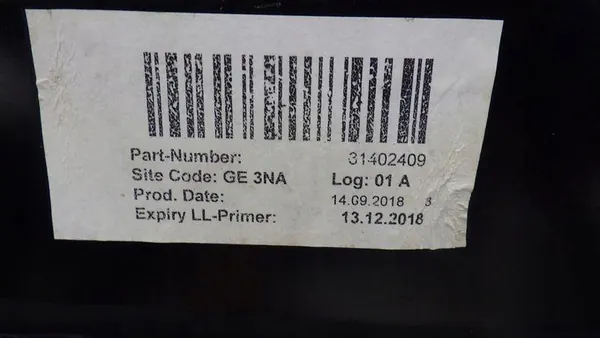 Part-Number: 31402409
Site Code: GE 3NA Log: 01 A
Prod. Date: 14.09.2018 8
Expiry LL-Primer: 13.12.2018